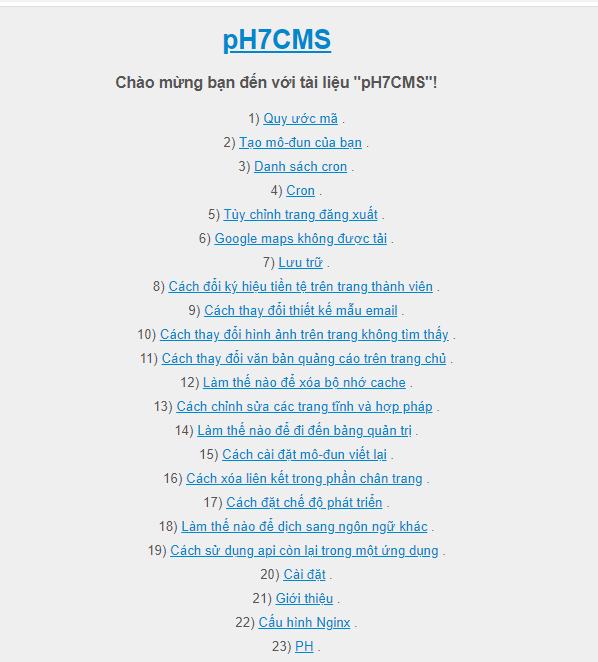 pH7CMS
Chào mừng bạn đến với tài liệu "pH7CMS"!
1) Quy ước mã .
2) Tạo mô-đun của bạn .
3) Danh sách cron .
4) Cron .
5) Tùy chỉnh trang đăng xuất .
6) Google maps không được tải .
7) Lưu trữ .
8) Cách đổi ký hiệu tiền tệ trên trang thành viên .
9) Cách thay đổi thiết kế mẫu email .
10) Cách thay đổi hình ảnh trên trang không tìm thấy .
11) Cách thay đổi văn bản quảng cáo trên trang chủ .
12) Làm thế nào để xóa bộ nhớ cache .
13) Cách chỉnh sửa các trang tĩnh và hợp pháp .
14) Làm thế nào để đi đến bảng quản trị .
15) Cách cài đặt mô-đun viết lại .
16) Cách xóa liên kết trong phần chân trang .
17) Cách đặt chế độ phát triển .
18) Làm thế nào để dịch sang ngôn ngữ khác .
19) Cách sử dụng api còn lại trong một ứng dụng .
20) Cài đặt .
21) Giới thiệu .
22) Cấu hình Nginx .
23) PH .